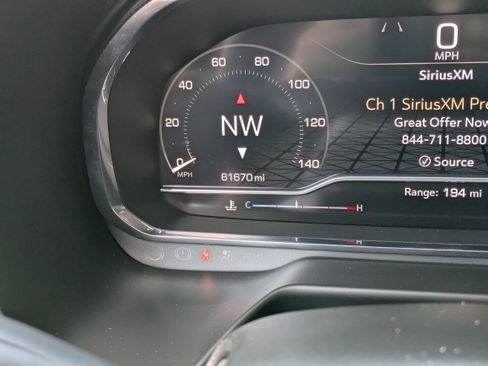 0
MPH
SiriusXM
Ch 1 SiriusXM Pre
Great Offer Now
844-711-8800
Source
Range: 194 mi
0
20
40
60
80
100
120
140
MPH
NW
61670 mi
C
H